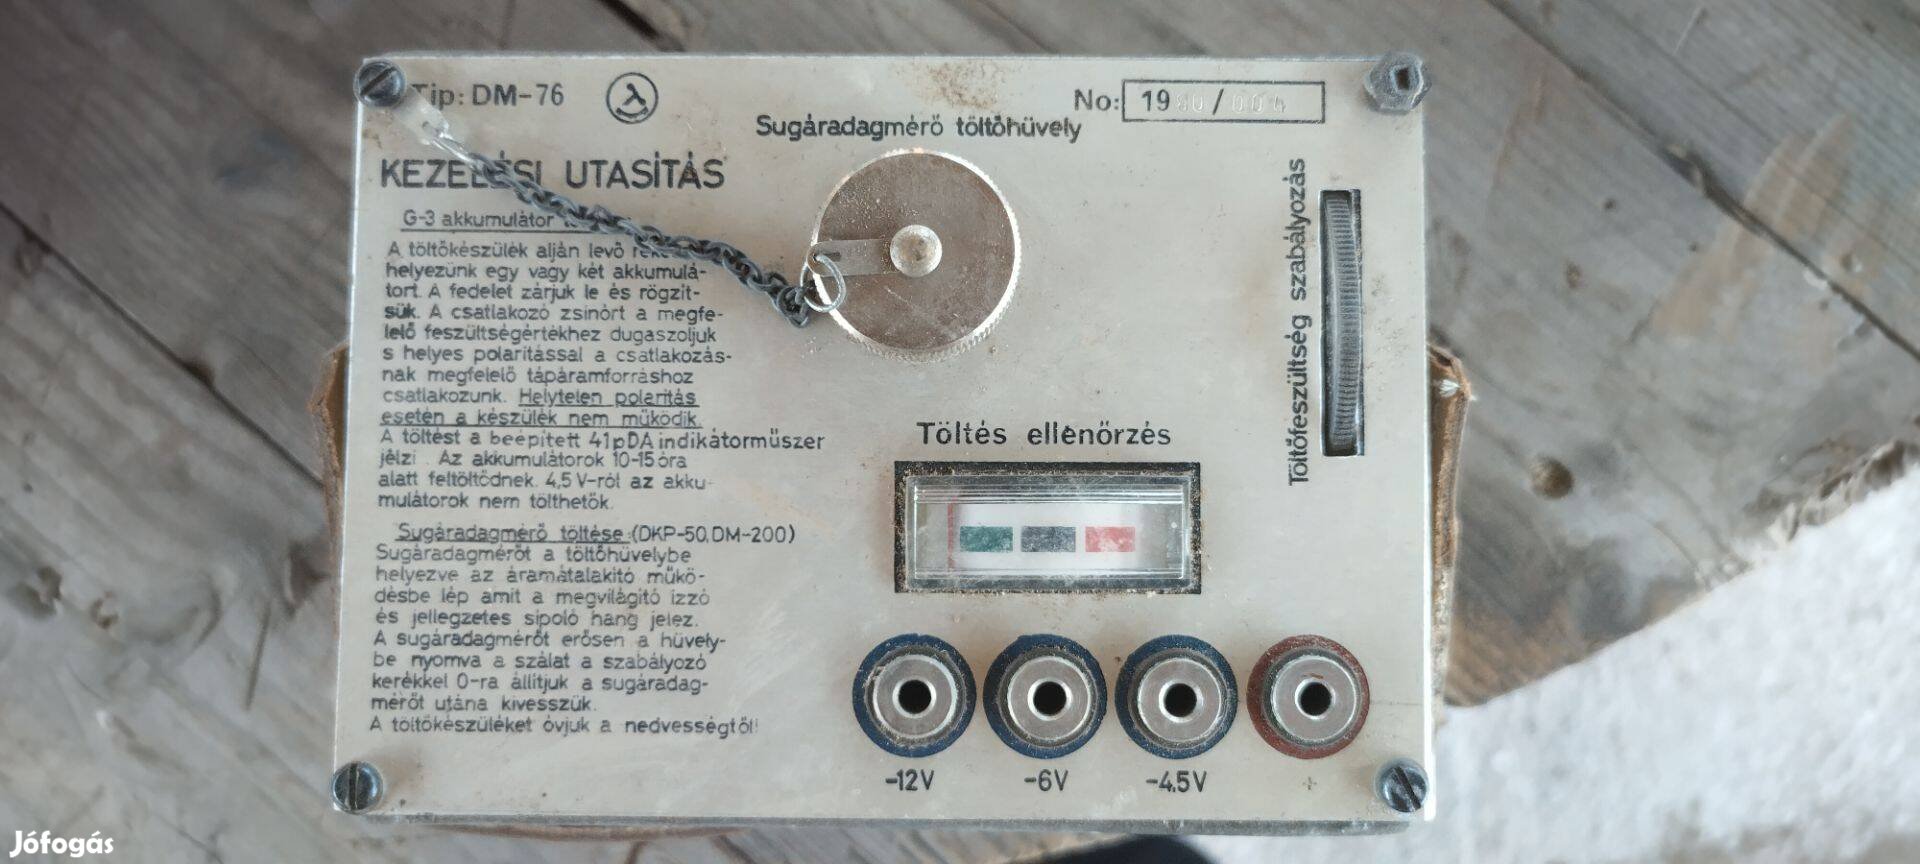 Tip: DM-76
No: 19 /
Sugáradagmérő töltőhüvely
KEZELÉSI UTASÍTÁS
G-3 akkumulátor
A töltőkészülék alján levő
helyezünk egy vagy két akkumulá-
tort. A fedelet zárjuk le és rögzít-
sük. A csatlakozó zsinórt a megfe-
lelő feszültségértékhez dugaszoljuk
s helyes polaritással a csatlakozás-
nak megfelelő tápáramforráshoz
csatlakozunk. Helytelen polaritás
esetén a készülék nem működik.
A töltést a beépített 41pDA indikátorműszer
jélzi. Az akkumulátorok 10-15 óra
alatt feltöltődnek. 4,5 V-ról az akku-
mulátorok nem tölthetők.
Sugáradagmérő töltése:(DKP-50,DM-200)
Sugáradagmérőt a töltőhüvelybe
helyezve az áramátalakító műkö-
désbe lép amit a megvilágító izzó
és jellegzetes sípoló hang jelez.
A sugáradagmérőt erősen a hüvely-
be nyomva a szálat a szabályozó
kerékkel 0-ra állítjuk a sugáradag-
mérőt utána kivesszük.
A töltőkészüléket óvjuk a nedvességtől!
Töltőfeszültség szabályozás
Töltés ellenőrzés
-12V
-6V
-4.5V
+
Jófogás